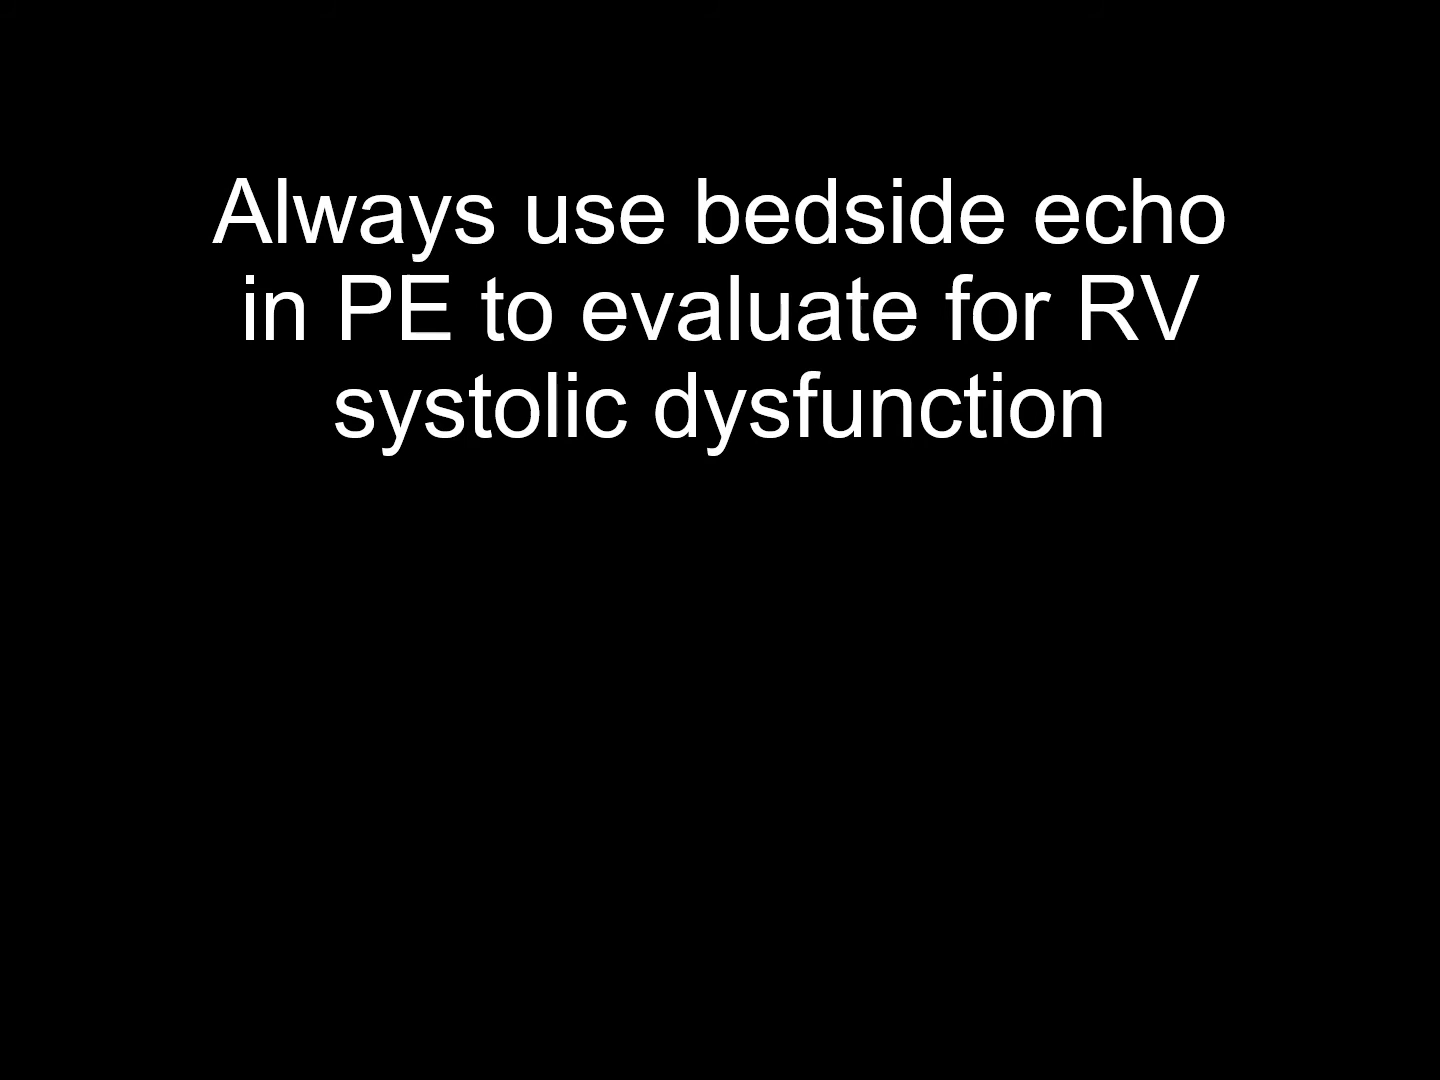 Always use bedside echo
in PE to evaluate for RV
systolic dysfunction